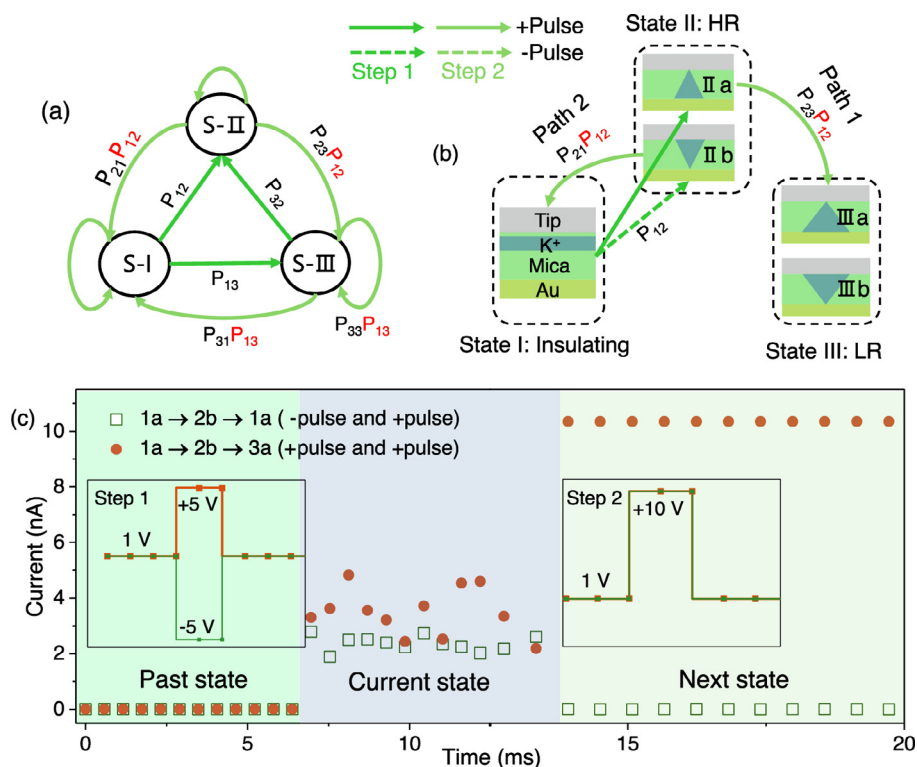 +Pulse
-Pulse
Step 1 Step 2
(a)
S-II
P21P12
P12
P32
P23P12
S-I
S-III
P13
P31P13
P33P13
State II: HR
II a
II b
Path 2
P21P12
Path 1
P23P12
(b)
P12
Tip
K+
Mica
Au
State I: Insulating
III a
III b
State III: LR
(c)
1a → 2b → 1a ( -pulse and +pulse)
1a → 2b → 3a (+pulse and +pulse)
Step 1
+5 V
1 V
-5 V
Step 2
+10 V
1 V
Past state
Current state
Next state
Current (nA)
10
8
6
4
2
0
0
5
10
15
20
Time (ms)